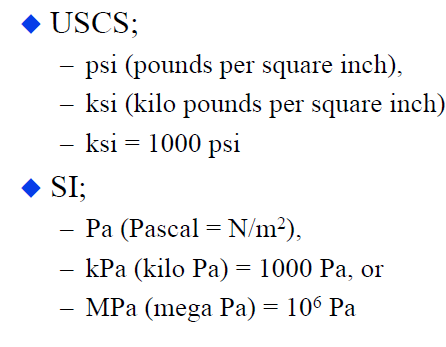 ◆ USCS;
– psi (pounds per square inch),
– ksi (kilo pounds per square inch)
– ksi = 1000 psi
◆ SI;
– Pa (Pascal = N/m²),
– kPa (kilo Pa) = 1000 Pa, or
– MPa (mega Pa) = 10⁶ Pa